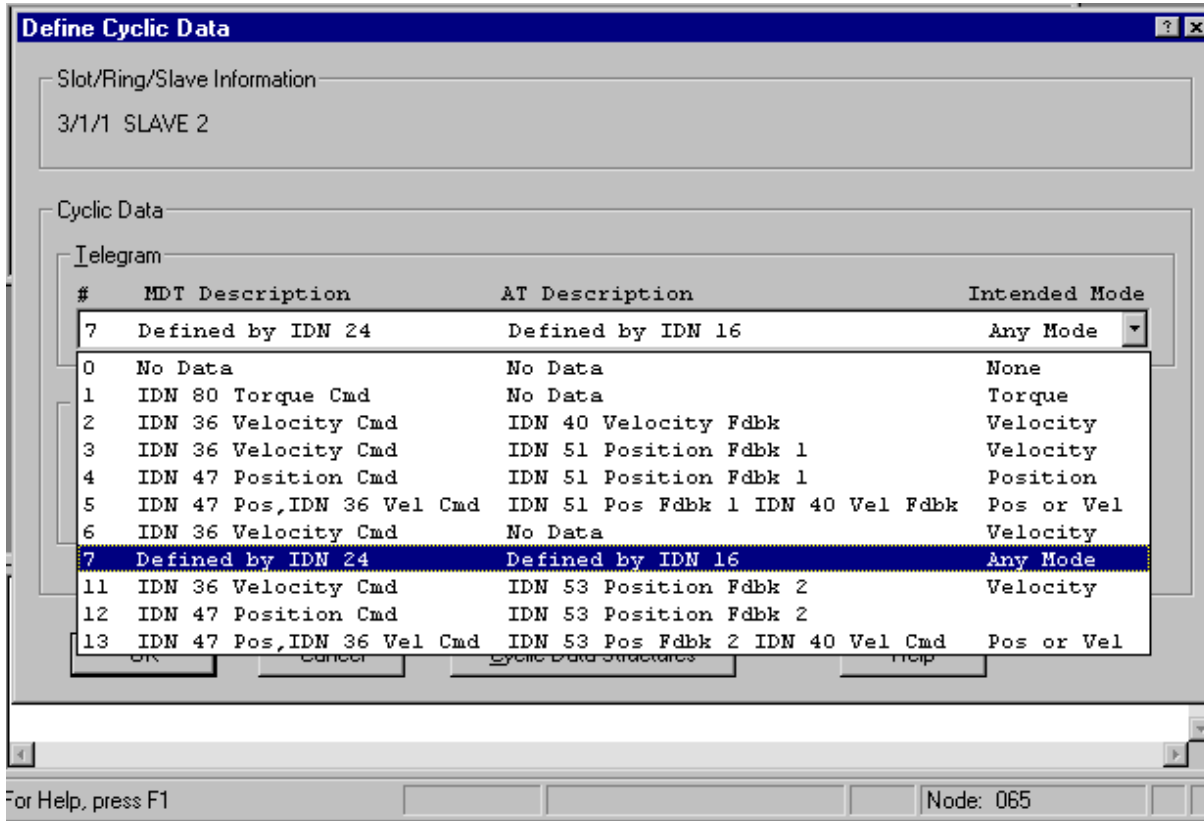 Define Cyclic Data
Slot/Ring/Slave Information
3/1/1 SLAVE 2
Cyclic Data
Telegram
# MDT Description AT Description Intended Mode
7 Defined by IDN 24 Defined by IDN 16 Any Mode
0 No Data No Data None
1 IDN 80 Torque Cmd No Data Torque
2 IDN 36 Velocity Cmd IDN 40 Velocity Fdbk Velocity
3 IDN 36 Velocity Cmd IDN 51 Position Fdbk 1 Velocity
4 IDN 47 Position Cmd IDN 51 Position Fdbk 1 Position
5 IDN 47 Pos,IDN 36 Vel Cmd IDN 51 Pos Fdbk 1 IDN 40 Vel Fdbk Pos or Vel
6 IDN 36 Velocity Cmd No Data Velocity
7 Defined by IDN 24 Defined by IDN 16 Any Mode
11 IDN 36 Velocity Cmd IDN 53 Position Fdbk 2 Velocity
12 IDN 47 Position Cmd IDN 53 Position Fdbk 2
13 IDN 47 Pos,IDN 36 Vel Cmd IDN 53 Pos Fdbk 2 IDN 40 Vel Cmd Pos or Vel
OK Cancel Cyclic Data Structures Help
For Help, press F1 Node: 065